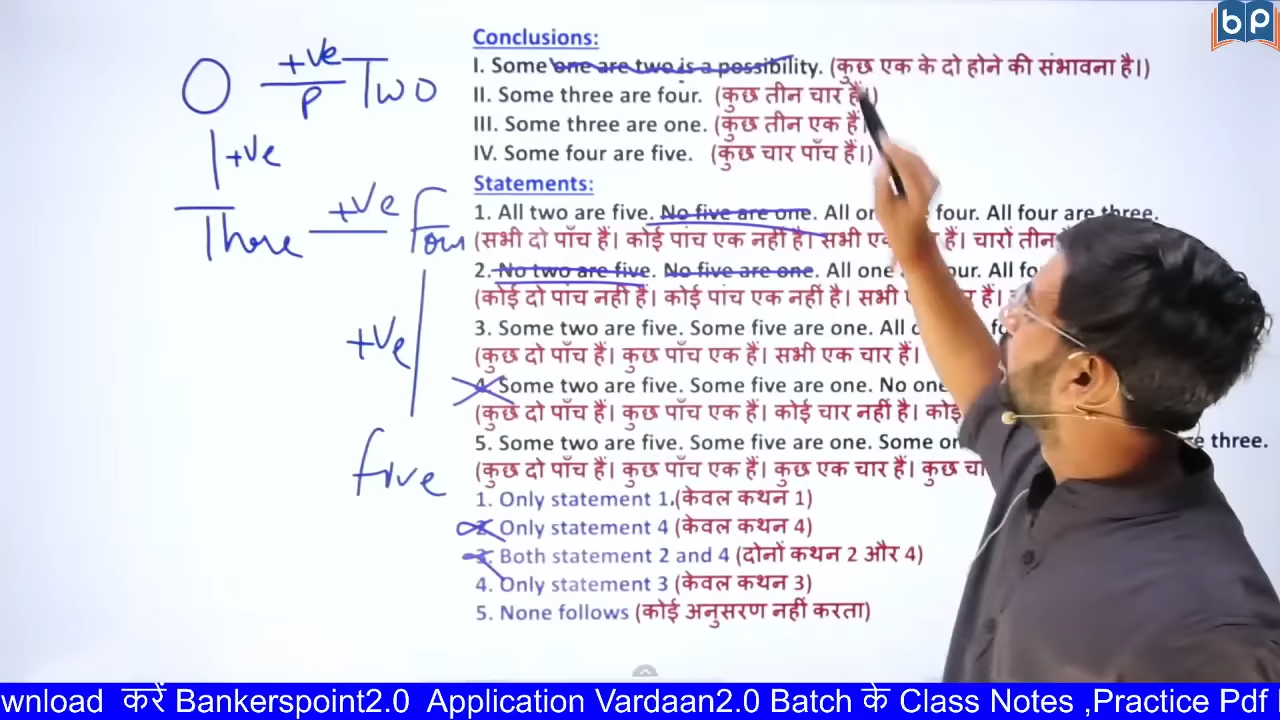 bp
O +ve P Two
+ve
Three +ve Four
+ve
five
Conclusions:
I. Some one are two is a possibility. (कुछ एक के दो होने की संभावना है।)
II. Some three are four. (कुछ तीन चार हैं।)
III. Some three are one. (कुछ तीन एक हैं।
IV. Some four are five. (कुछ चार पाँच हैं।)
Statements:
1. All two are five. No five are one. All four. All four are three.
(सभी दो पाँच हैं। कोई पांच एक नहीं है। सभी एक हैं। चारों तीन
2. No two are five. No five are one. All one All
(कोई दो पांच नहीं है। कोई पांच एक नहीं है। सभी हैं।
3. Some two are five. Some five are one. All
(कुछ दो पाँच हैं। कुछ पाँच एक हैं। सभी एक चार हैं।
4. Some two are five. Some five are one. No one
(कुछ दो पाँच हैं। कुछ पाँच एक हैं। कोई चार नहीं है। कोई
5. Some two are five. Some five are one. Some three.
(कुछ दो पाँच हैं। कुछ पाँच एक हैं। कुछ एक चार हैं। कुछ
1. Only statement 1.(केवल कथन 1)
2. Only statement 4 (केवल कथन 4)
3. Both statement 2 and 4 (दोनों कथन 2 और 4)
4. Only statement 3 (केवल कथन 3)
5. None follows (कोई अनुसरण नहीं करता)
wnload करें Bankerspoint2.0 Application Vardaan2.0 Batch के Class Notes ,Practice Pdf